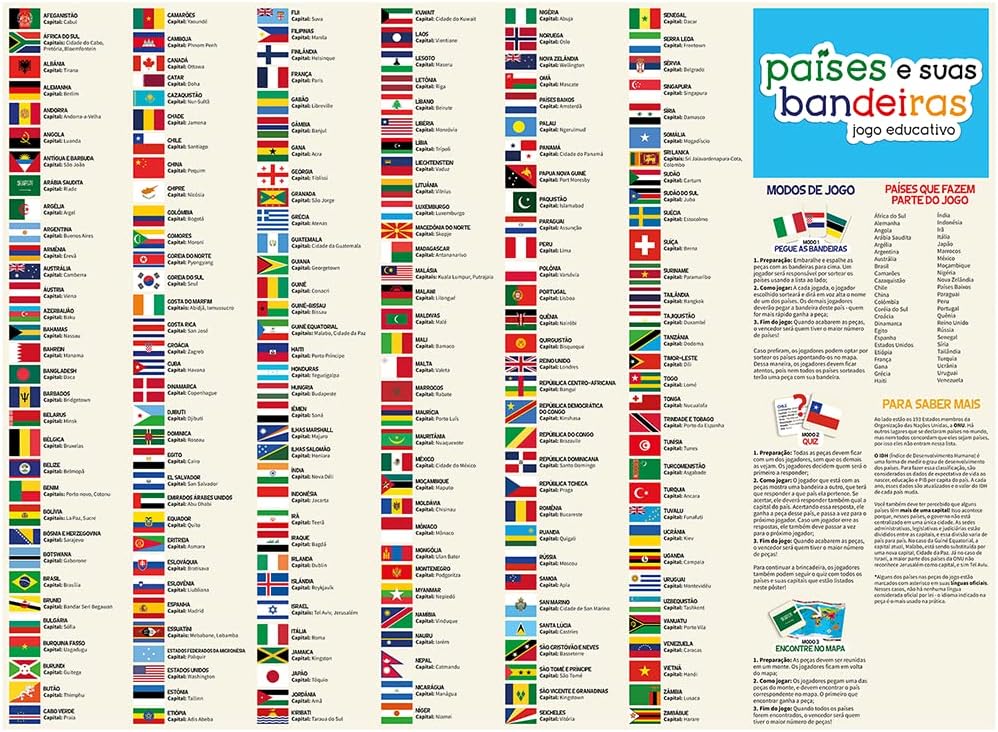 AFEGANISTÃO
Capital: Cabul
ÁFRICA DO SUL
Capitais: Cidade do Cabo,
Pretória, Bloemfontein
ALBÂNIA
Capital: Tirana
ALEMANHA
Capital: Berlim
ANDORRA
Capital: Andorra-a-Velha
ANGOLA
Capital: Luanda
ANTÍGUA E BARBUDA
Capital: São João
ARÁBIA SAUDITA
Capital: Riade
ARGÉLIA
Capital: Argel
ARGENTINA
Capital: Buenos Aires
ARMÊNIA
Capital: Erevã
AUSTRÁLIA
Capital: Camberra
ÁUSTRIA
Capital: Viena
AZERBAIJÃO
Capital: Baku
BAHAMAS
Capital: Nassau
BAHREIN
Capital: Manama
BANGLADESH
Capital: Daca
BARBADOS
Capital: Bridgetown
BELARUS
Capital: Minsk
BÉLGICA
Capital: Bruxelas
BELIZE
Capital: Belmopã
BENIM
Capitais: Porto novo, Cotonu
BOLÍVIA
Capitais: La Paz, Sucre
BÓSNIA E HERZEGOVINA
Capital: Sarajevo
BOTSWANA
Capital: Gaborone
BRASIL
Capital: Brasília
BRUNEI
Capital: Bandar Seri Begauan
BULGÁRIA
Capital: Sófia
BURQUINA FASSO
Capital: Uagadugu
BURUNDI
Capital: Guitega
BUTÃO
Capital: Thimphu
CABO VERDE
Capital: Praia
CAMARÕES
Capital: Yaoundé
CAMBOJA
Capital: Phnom Penh
CANADÁ
Capital: Ottawa
CATAR
Capital: Doha
CAZAQUISTÃO
Capital: Nur-Sultã
CHADE
Capital: Jamena
CHILE
Capital: Santiago
CHINA
Capital: Pequim
CHIPRE
Capital: Nicósia
COLÔMBIA
Capital: Bogotá
COMORES
Capital: Moroni
COREIA DO NORTE
Capital: Pyongyang
COREIA DO SUL
Capital: Seul
COSTA DO MARFIM
Capitais: Abidjã, Iamussucro
COSTA RICA
Capital: San José
CROÁCIA
Capital: Zagreb
CUBA
Capital: Havana
DINAMARCA
Capital: Copenhague
DJIBUTI
Capital: Djibuti
DOMINICA
Capital: Roseau
EGITO
Capital: Cairo
EL SALVADOR
Capital: San Salvador
EMIRADOS ÁRABES UNIDOS
Capital: Abu Dhabi
EQUADOR
Capital: Quito
ERITREIA
Capital: Asmara
ESLOVÁQUIA
Capital: Bratislava
ESLOVÊNIA
Capital: Liubliana
ESPANHA
Capital: Madrid
ESSUATÍNI
Capitais: Mebabone, Lobamba
ESTADOS FEDERADOS DA MICRONÉSIA
Capital: Paliquir
ESTADOS UNIDOS
Capital: Washington
ESTÔNIA
Capital: Tallinn
ETIÓPIA
Capital: Adis Abeba
FIJI
Capital: Suva
FILIPINAS
Capital: Manila
FINLÂNDIA
Capital: Helsinque
FRANÇA
Capital: Paris
GABÃO
Capital: Libreville
GÂMBIA
Capital: Banjul
GANA
Capital: Acra
GEORGIA
Capital: Tbilissi
GRANADA
Capital: São Jorge
GRÉCIA
Capital: Atenas
GUATEMALA
Capital: Cidade da Guatemala
GUIANA
Capital: Georgetown
GUINÉ
Capital: Conacri
GUINÉ-BISSAU
Capital: Bissau
GUINÉ EQUATORIAL
Capitais: Malabo, Cidade da Paz
HAITI
Capital: Porto Príncipe
HONDURAS
Capital: Tegucigalpa
HUNGRIA
Capital: Budapeste
IÊMEN
Capital: Saná
ILHAS MARSHALL
Capital: Majuro
ILHAS SALOMÃO
Capital: Honiara
ÍNDIA
Capital: Nova Déli
INDONÉSIA
Capital: Jacarta
IRÃ
Capital: Teerã
IRAQUE
Capital: Bagdá
IRLANDA
Capital: Dublin
ISLÂNDIA
Capital: Reykjavik
ISRAEL
Capitais: Tel Aviv, Jerusalém
ITÁLIA
Capital: Roma
JAMAICA
Capital: Kingston
JAPÃO
Capital: Tóquio
JORDÂNIA
Capital: Amã
KIRIBATI
Capital: Tarawa do Sul
KUWAIT
Capital: Cidade do Kuwait
LAOS
Capital: Vientiane
LESOTO
Capital: Maseru
LETÔNIA
Capital: Riga
LÍBANO
Capital: Beirute
LIBÉRIA
Capital: Monróvia
LÍBIA
Capital: Trípoli
LIECHTENSTEIN
Capital: Vaduz
LITUÂNIA
Capital: Vilnius
LUXEMBURGO
Capital: Luxemburgo
MACEDÔNIA DO NORTE
Capital: Skopje
MADAGASCAR
Capital: Antananarivo
MALÁSIA
Capitais: Kuala Lumpur, Putrajaia
MALAWI
Capital: Lilongué
MALDIVAS
Capital: Malé
MALI
Capital: Bamaco
MALTA
Capital: Valeta
MARROCOS
Capital: Rabate
MAURÍCIA
Capital: Porto Luís
MAURITÂNIA
Capital: Nuaquexote
MÉXICO
Capital: Cidade do México
MOÇAMBIQUE
Capital: Maputo
MOLDÁVIA
Capital: Chisinau
MÔNACO
Capital: Mônaco
MONGÓLIA
Capital: Ulan Bator
MONTENEGRO
Capital: Podgoritza
MYANMAR
Capital: Nepiedó
NAMÍBIA
Capital: Vinduque
NAURU
Capital: Iarém
NEPAL
Capital: Catmandu
NICARÁGUA
Capital: Manágua
NÍGER
Capital: Niamei
NIGÉRIA
Capital: Abuja
NORUEGA
Capital: Oslo
NOVA ZELÂNDIA
Capital: Wellington
OMÃ
Capital: Mascate
PAÍSES BAIXOS
Capital: Amsterdã
PALAU
Capital: Ngerulmud
PANAMÁ
Capital: Cidade do Panamá
PAPUA NOVA GUINÉ
Capital: Port Moresby
PAQUISTÃO
Capital: Islamabad
PARAGUAI
Capital: Assunção
PERU
Capital: Lima
POLÔNIA
Capital: Varsóvia
PORTUGAL
Capital: Lisboa
QUÊNIA
Capital: Nairóbi
QUIRGUISTÃO
Capital: Bisqueque
REINO UNIDO
Capital: Londres
REPÚBLICA CENTRO-AFRICANA
Capital: Bangui
REPÚBLICA DEMOCRÁTICA
DO CONGO
Capital: Kinshasa
REPÚBLICA DO CONGO
Capital: Brazavile
REPÚBLICA DOMINICANA
Capital: Santo Domingo
REPÚBLICA TCHECA
Capital: Praga
ROMÊNIA
Capital: Bucareste
RUANDA
Capital: Quigali
RÚSSIA
Capital: Moscou
SAMOA
Capital: Apia
SAN MARINO
Capital: Cidade de San Marino
SANTA LÚCIA
Capital: Castries
SÃO CRISTÓVÃO E NÉVES
Capital: Basseterre
SÃO TOMÉ E PRÍNCIPE
Capital: São Tomé
SÃO VICENTE E GRANADINAS
Capital: Kingstown
SEICHELES
Capital: Vitória
SENEGAL
Capital: Dacar
SERRA LEOA
Capital: Freetown
SÉRVIA
Capital: Belgrado
SINGAPURA
Capital: Singapura
SÍRIA
Capital: Damasco
SOMÁLIA
Capital: Mogadíscio
SRI LANKA
Capitais: Sri Jaiavardenapura-Cota,
Colombo
SUDÃO
Capital: Cartum
SUDÃO DO SUL
Capital: Juba
SUÉCIA
Capital: Estocolmo
SUÍÇA
Capital: Berna
SURINAME
Capital: Paramaribo
TAILÂNDIA
Capital: Bangkok
TAJIQUISTÃO
Capital: Duxambé
TANZÂNIA
Capital: Dodoma
TIMOR-LESTE
Capital: Díli
TOGO
Capital: Lomé
TONGA
Capital: Nucualofa
TRINIDADE E TOBAGO
Capital: Porto de Espanha
TUNÍSIA
Capital: Tunes
TURCOMENISTÃO
Capital: Asgabade
TURQUIA
Capital: Ancara
TUVALU
Capital: Funafuti
UCRÂNIA
Capital: Kiev
UGANDA
Capital: Campala
URUGUAI
Capital: Montevidéu
UZBEQUISTÃO
Capital: Tashkent
VANUATU
Capital: Porto Vila
VENEZUELA
Capital: Caracas
VIETNÃ
Capital: Hanói
ZÂMBIA
Capital: Lusaca
ZIMBÁBUE
Capital: Harare
países e suas
bandeiras
jogo educativo
MODOS DE JOGO
MODO 1
PEGUE AS BANDEIRAS
1. Preparação: Embaralhe e espalhe as
peças com as bandeiras para cima. Um
jogador será responsável por sortear os
países usando a lista ao lado;
2. Como jogar: A cada jogada, o jogador
escolhido sorteará e dirá em voz alta o nome
de um dos países. Os demais jogadores
deverão pegar a bandeira deste país - quem
for mais rápido ganha a peça;
3. Fim do jogo: Quando acabarem as peças,
o vencedor será quem tiver o maior número
de países!
Caso prefiram, os jogadores podem optar por
sortear os países apontando-os no mapa.
Dessa maneira, os jogadores devem ficar
atentos, pois nem todos os países sorteados
terão uma peça com sua bandeira.
CHILE
MODO 2
QUIZ
1. Preparação: Todas as peças devem ficar
com um dos jogadores, sem que os demais
as vejam. Os jogadores decidem quem será o
primeiro a responder;
2. Como jogar: O jogador que está com as
peças mostra uma bandeira a outro, que terá
que responder a que país ela pertence. Se
acertar, ele deverá responder também qual a
capital do país. Acertando essa resposta, ele
ganha a peça desse país, e passa a vez para o
próximo jogador. Caso um jogador erre as
respostas, ele também deve passar a vez
para o próximo jogador;
3. Fim do jogo: Quando acabarem as peças,
o vencedor será quem tiver o maior número
de peças!
Para continuar a brincadeira, os jogadores
também podem seguir o quiz com todos os
países e suas capitais que estão listados
neste pôster!
MODO 3
ENCONTRE NO MAPA
1. Preparação: As peças devem ser reunidas
em um monte. Os jogadores ficam em volta
do mapa;
2. Como jogar: Os jogadores pegam uma das
peças do monte, e devem encontrar o país
correspondente no mapa. O primeiro que
encontrar ganha a peça;
3. Fim do jogo: Quando todos os países
forem encontrados, o vencedor será quem
tiver o maior número de peças!
PAÍSES QUE FAZEM
PARTE DO JOGO
África do Sul
Alemanha
Angola
Arábia Saudita
Argélia
Argentina
Austrália
Brasil
Camarões
Cazaquistão
Chile
China
Colômbia
Coréia do Sul
Croácia
Dinamarca
Egito
Espanha
Estados Unidos
Etiópia
França
Gana
Grécia
Haiti
Índia
Indonésia
Irã
Itália
Japão
Marrocos
México
Moçambique
Nigéria
Nova Zelândia
Países Baixos
Paraguai
Peru
Portugal
Quênia
Reino Unido
Rússia
Senegal
Síria
Tailândia
Turquia
Ucrânia
Uruguai
Venezuela
PARA SABER MAIS
Ao lado estão os 193 Estados membros da
Organização das Nações Unidas, a ONU. Há
outros lugares que se declaram países no mundo,
mas nem todos concordam que eles sejam países,
por isso eles não entram nessa lista.
O IDH (Índice de Desenvolvimento Humano) é
uma forma de medir o grau de desenvolvimento
dos países. Para fazer essa classificação, são
considerados os dados de expectativa de vida ao
nascer, educação e PIB per capita do país. A cada
ano, esses dados são atualizados e o valor do IDH
de cada país muda.
Você também deve ter percebido que alguns
países têm mais de uma capital! Isso acontece
porque, nesses países, o governo não está
centralizado em uma única cidade. As sedes
administrativas, legislativas e judiciárias estão
divididas entre as capitais, e essa divisão varia de
país para país. No caso da Guiné Equatorial, a
capital atual, Malabo, está sendo substituída por
uma nova capital, Cidade da Paz. Já no caso de
Israel, a maior parte dos países da ONU não
reconhece Jerusalém como capital, e sim Tel Aviv.
*Alguns dos países nas peças do jogo estão
marcados com asterisco em suas línguas oficiais.
Nesses casos, não há nenhuma língua
considerada oficial por lei - o idioma indicado na
peça é o mais usado na prática.